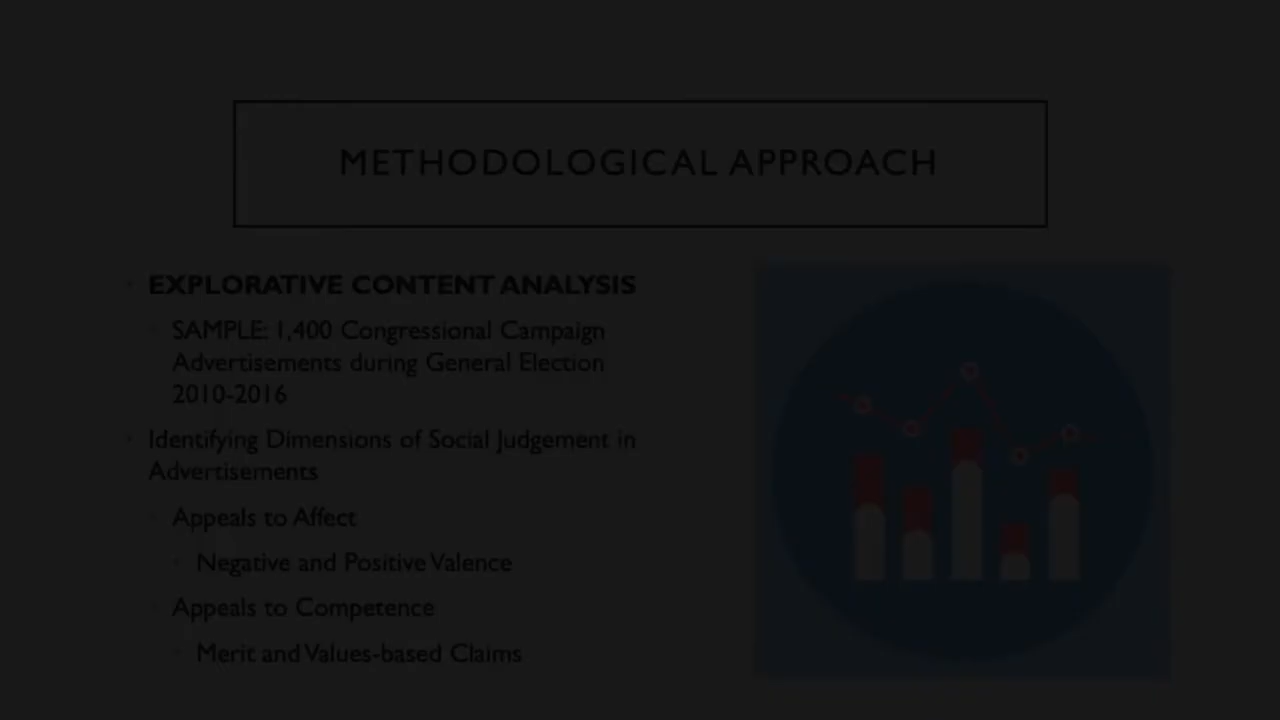 METHODOLOGICAL APPROACH
EXPLORATIVE CONTENT ANALYSIS
SAMPLE: 1,400 Congressional Campaign
Advertisements during General Election
2010-2016
Identifying Dimensions of Social Judgement in
Advertisements
Appeals to Affect
Negative and Positive Valence
Appeals to Competence
Merit and Values-based Claims